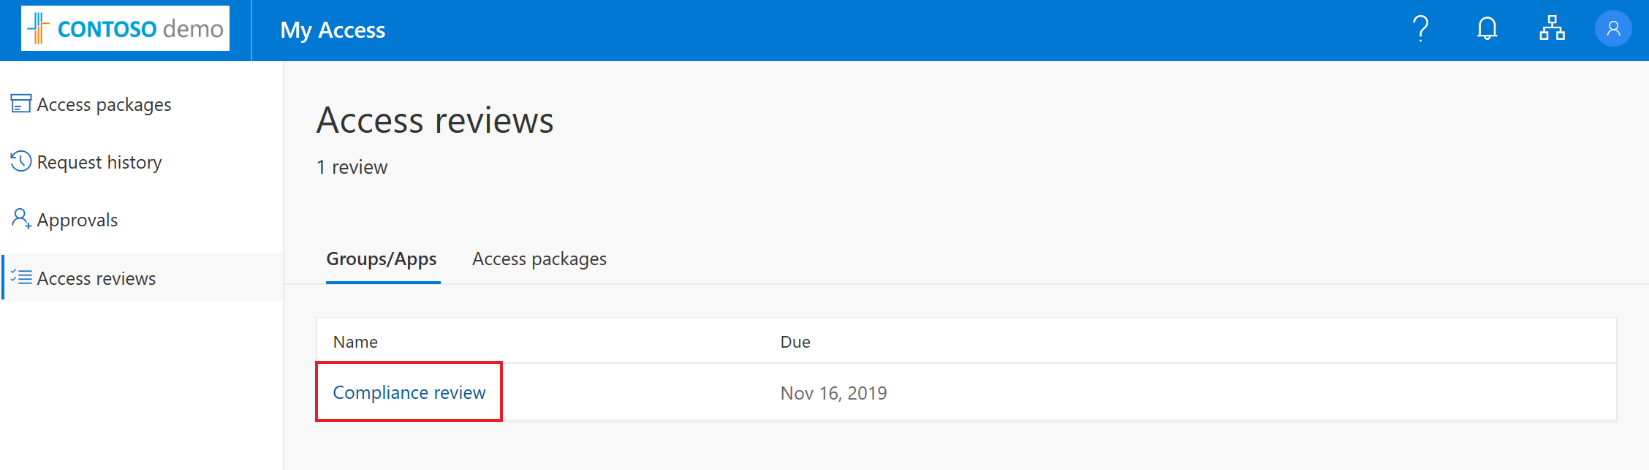 CONTOSO demo
My Access
Access packages
Request history
Approvals
Access reviews
Access reviews
1 review
Groups/Apps Access packages
Name Due
Compliance review Nov 16, 2019